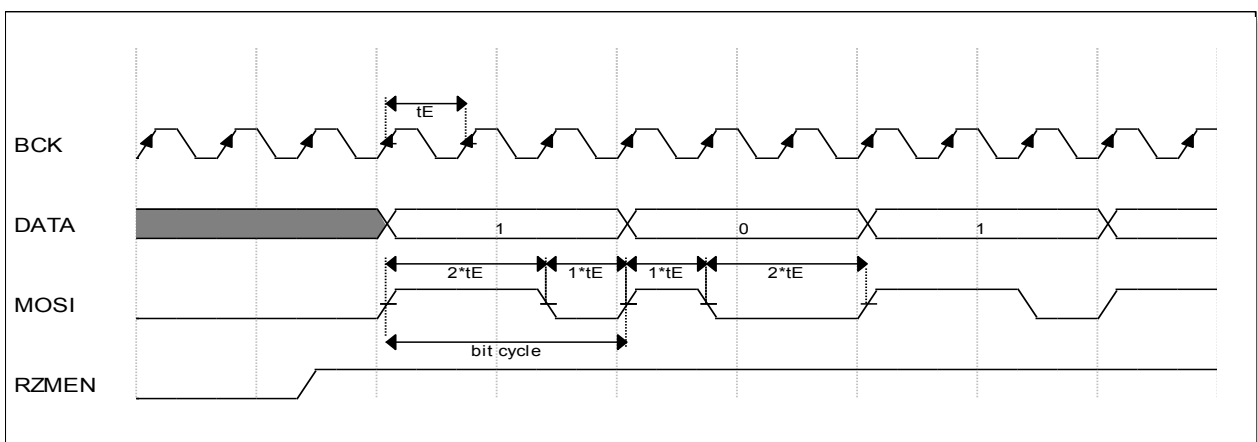 tE
BCK
DATA
1 0 1
2*tE 1*tE 1*tE 2*tE
MOSI
bit cycle
RZMEN